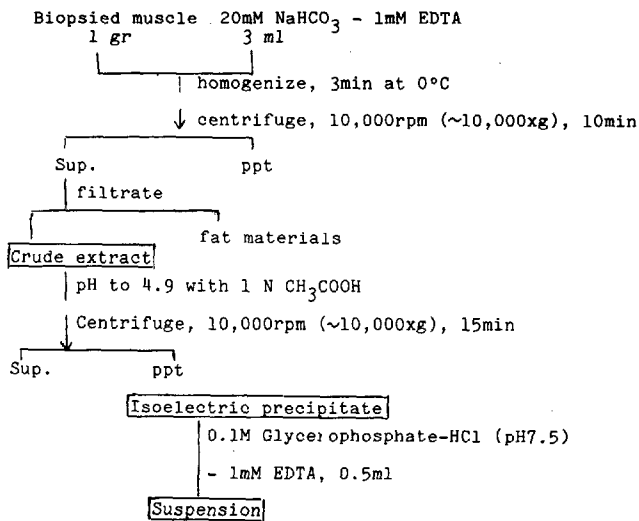 Biopsied muscle 20mM NaHCO3 - 1mM EDTA
1 gr 3 ml
homogenize, 3min at 0°C
centrifuge, 10,000rpm (~10,000xg), 10min
Sup. ppt
filtrate
fat materials
Crude extract
pH to 4.9 with 1 N CH3COOH
Centrifuge, 10,000rpm (~10,000xg), 15min
Sup. ppt
Isoelectric precipitate
0.1M Glycerophosphate-HCl (pH7.5)
- 1mM EDTA, 0.5ml
Suspension